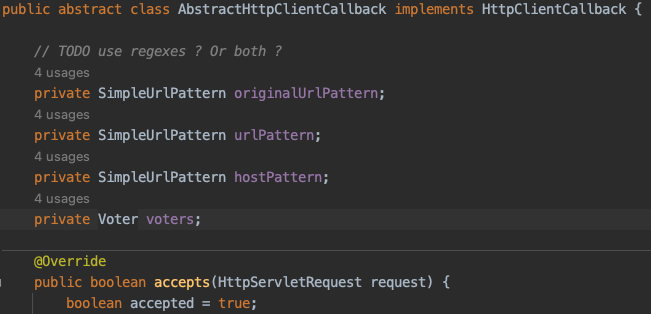 public abstract class AbstractHttpClientCallback implements HttpClientCallback {
// TODO use regexes ? Or both ?
4 usages
private SimpleUrlPattern originalUrlPattern;
4 usages
private SimpleUrlPattern urlPattern;
4 usages
private SimpleUrlPattern hostPattern;
4 usages
private Voter voters;
@Override
public boolean accepts(HttpServletRequest request) {
boolean accepted = true;